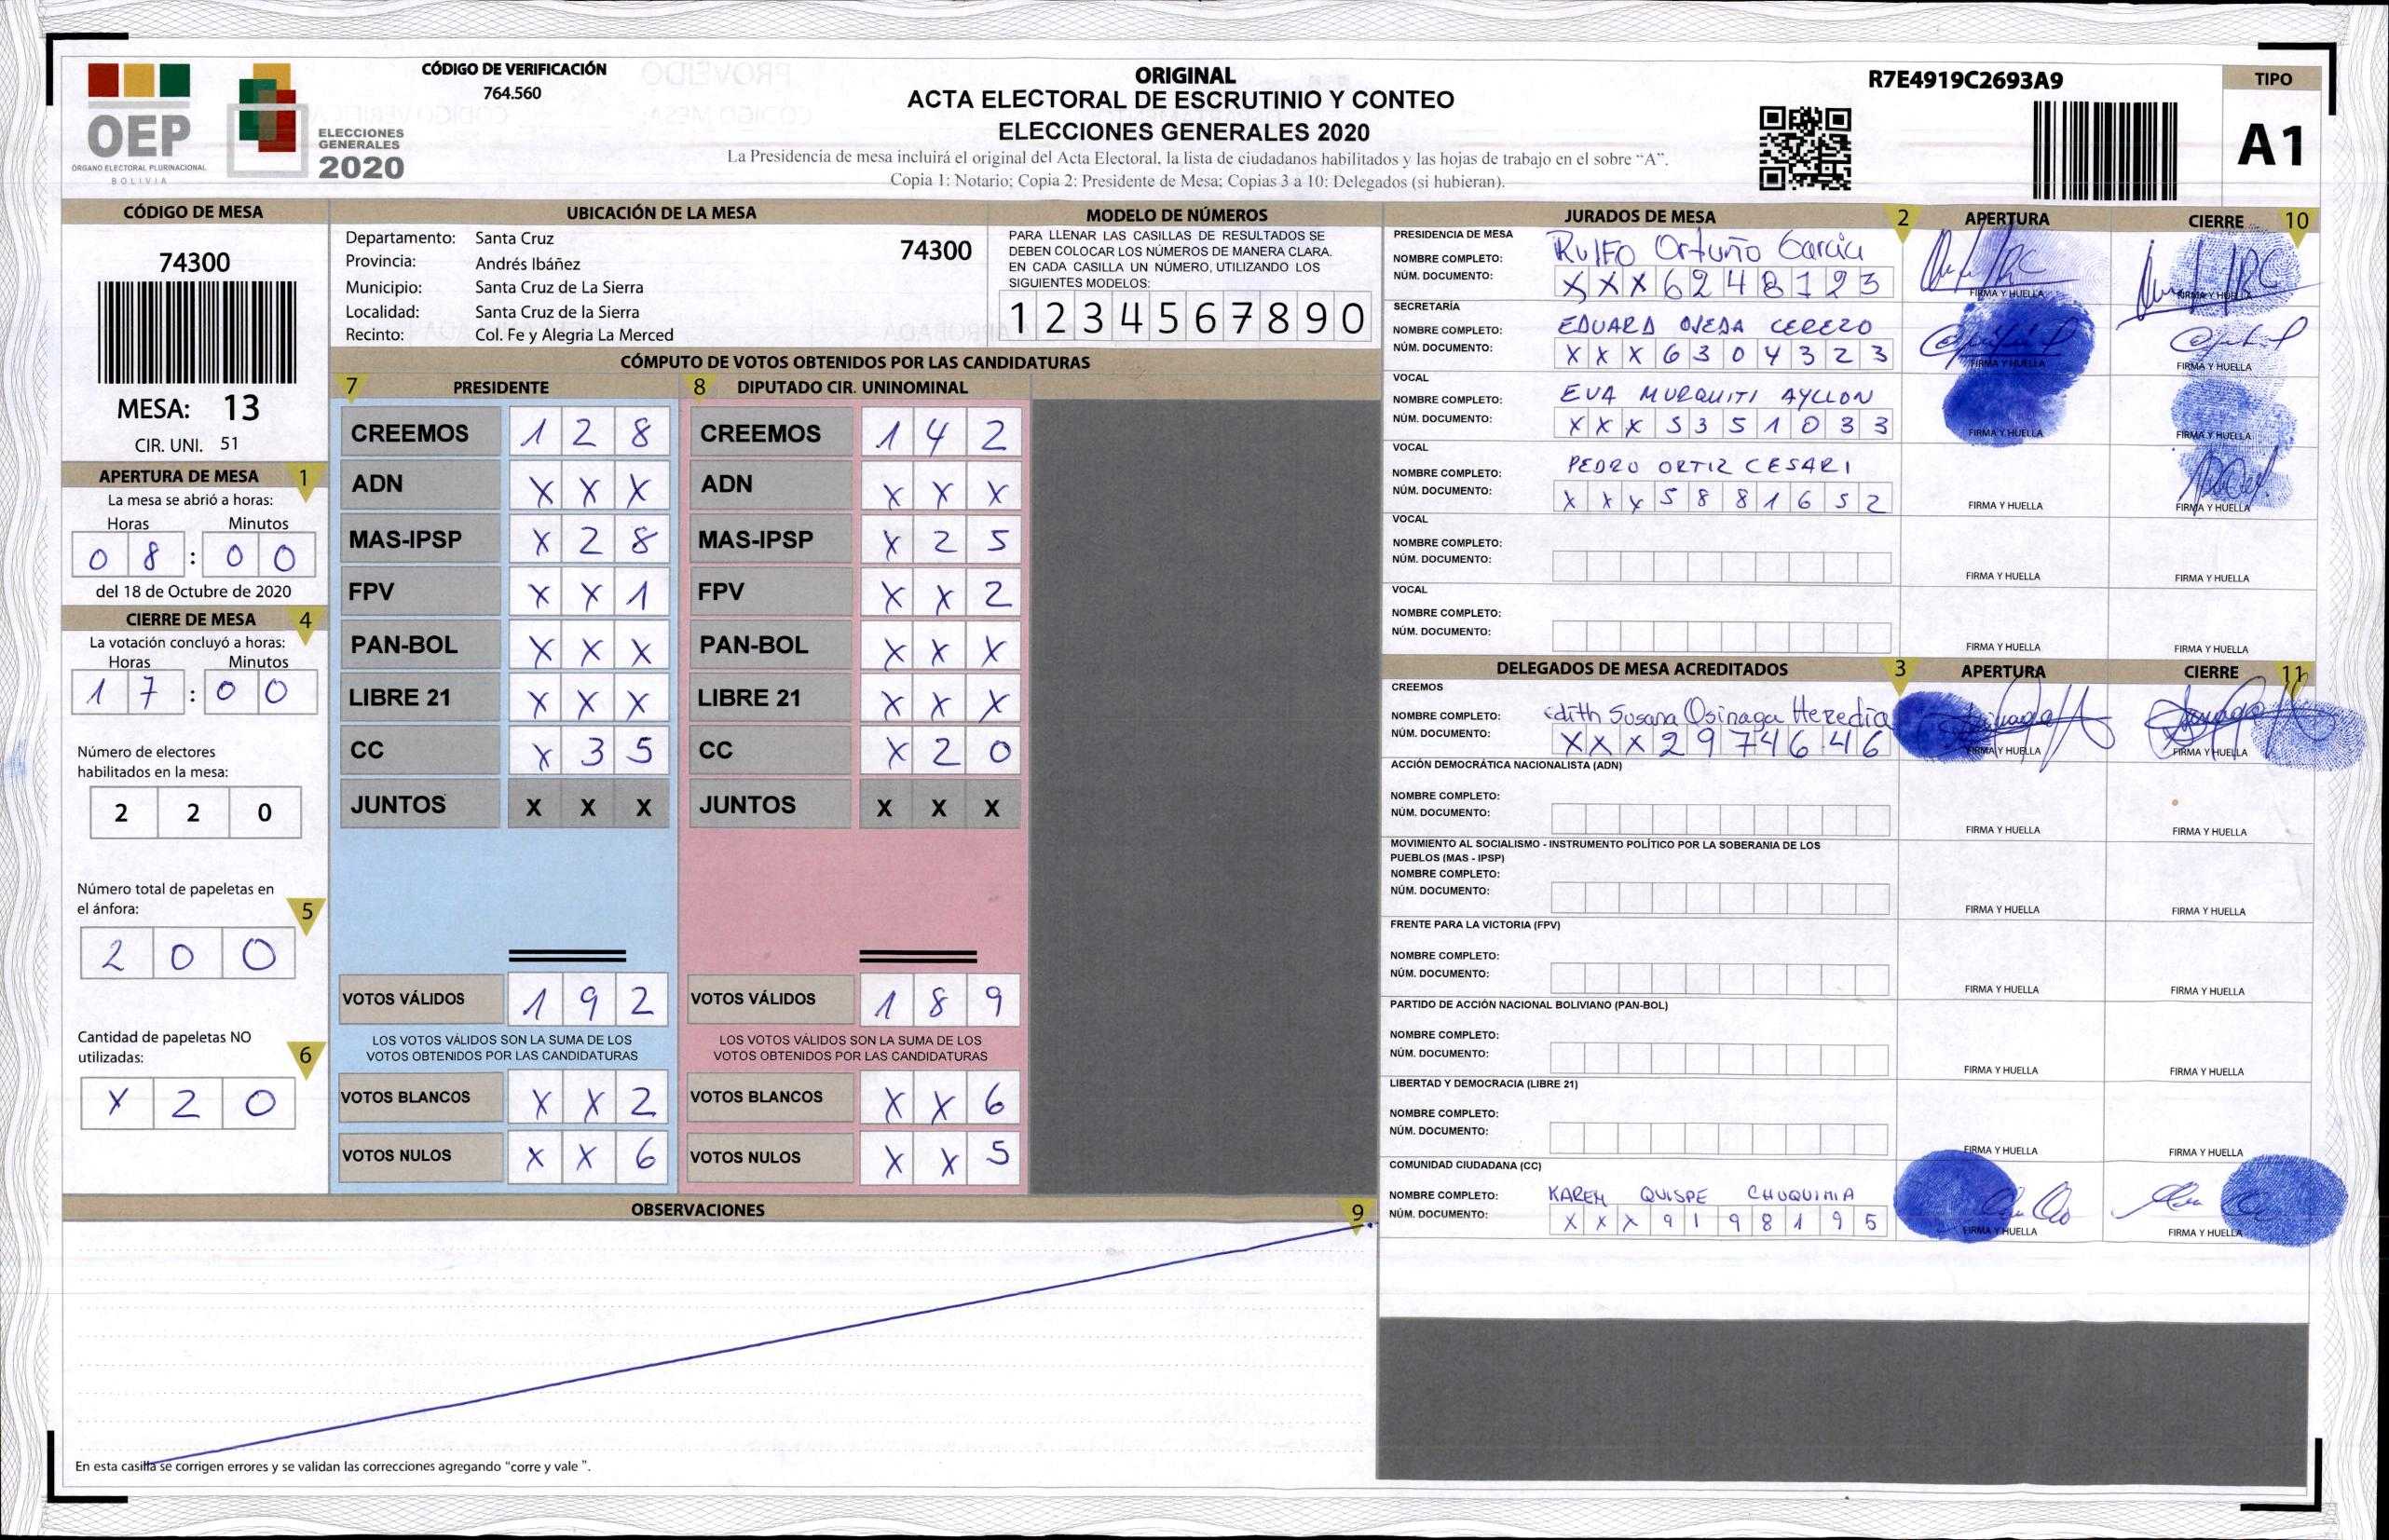 OEP
ÓRGANO ELECTORAL PLURINACIONAL
BOLIVIA
ELECCIONES
GENERALES
2020
CÓDIGO DE VERIFICACIÓN
764.560
ORIGINAL
ACTA ELECTORAL DE ESCRUTINIO Y CONTEO
ELECCIONES GENERALES 2020
La Presidencia de mesa incluirá el original del Acta Electoral, la lista de ciudadanos habilitados y las hojas de trabajo en el sobre “A”.
Copia 1: Notario; Copia 2: Presidente de Mesa; Copias 3 a 10: Delegados (si hubieran).
R7E4919C2693A9
TIPO
A1
CÓDIGO DE MESA
74300
MESA: 13
CIR. UNI. 51
APERTURA DE MESA 1
La mesa se abrió a horas:
Horas Minutos
0 8 : 0 0
del 18 de Octubre de 2020
CIERRE DE MESA 4
La votación concluyó a horas:
Horas Minutos
1 7 : 0 0
Número de electores
habilitados en la mesa:
2 2 0
Número total de papeletas en
el ánfora:
5
2 0 0
Cantidad de papeletas NO
utilizadas:
6
X 2 0
UBICACIÓN DE LA MESA
Departamento: Santa Cruz 74300
Provincia: Andrés Ibáñez
Municipio: Santa Cruz de La Sierra
Localidad: Santa Cruz de la Sierra
Recinto: Col. Fe y Alegria La Merced
MODELO DE NÚMEROS
PARA LLENAR LAS CASILLAS DE RESULTADOS SE
DEBEN COLOCAR LOS NÚMEROS DE MANERA CLARA.
EN CADA CASILLA UN NÚMERO, UTILIZANDO LOS
SIGUIENTES MODELOS:
1 2 3 4 5 6 7 8 9 0
CÓMPUTO DE VOTOS OBTENIDOS POR LAS CANDIDATURAS
7 PRESIDENTE
CREEMOS 1 2 8
ADN X X X
MAS-IPSP X 2 8
FPV X X 1
PAN-BOL X X X
LIBRE 21 X X X
CC X 3 5
JUNTOS X X X
VOTOS VÁLIDOS 1 9 2
LOS VOTOS VÁLIDOS SON LA SUMA DE LOS
VOTOS OBTENIDOS POR LAS CANDIDATURAS
VOTOS BLANCOS X X 2
VOTOS NULOS X X 6
8 DIPUTADO CIR. UNINOMINAL
CREEMOS 1 4 2
ADN X X X
MAS-IPSP X 2 5
FPV X X 2
PAN-BOL X X X
LIBRE 21 X X X
CC X 2 0
JUNTOS X X X
VOTOS VÁLIDOS 1 8 9
LOS VOTOS VÁLIDOS SON LA SUMA DE LOS
VOTOS OBTENIDOS POR LAS CANDIDATURAS
VOTOS BLANCOS X X 6
VOTOS NULOS X X 5
OBSERVACIONES 9
En esta casilla se corrigen errores y se validan las correcciones agregando "corre y vale ".
JURADOS DE MESA 2 APERTURA CIERRE 10
PRESIDENCIA DE MESA
NOMBRE COMPLETO: Rulfo Ortuño Garcia
NÚM. DOCUMENTO: X X X 6 2 4 8 1 2 3
FIRMA Y HUELLA FIRMA Y HUELLA
SECRETARÍA
NOMBRE COMPLETO: EDUARD OJEDA CEREZO
NÚM. DOCUMENTO: X X X 6 3 0 4 3 2 3
FIRMA Y HUELLA FIRMA Y HUELLA
VOCAL
NOMBRE COMPLETO: EVA MURQUITI AYLLON
NÚM. DOCUMENTO: X X X 5 3 5 1 0 3 3
FIRMA Y HUELLA FIRMA Y HUELLA
VOCAL
NOMBRE COMPLETO: PEDRO ORTIZ CESARI
NÚM. DOCUMENTO: X X X 5 8 8 1 6 5 2
FIRMA Y HUELLA FIRMA Y HUELLA
VOCAL
NOMBRE COMPLETO:
NÚM. DOCUMENTO:
FIRMA Y HUELLA FIRMA Y HUELLA
VOCAL
NOMBRE COMPLETO:
NÚM. DOCUMENTO:
FIRMA Y HUELLA FIRMA Y HUELLA
DELEGADOS DE MESA ACREDITADOS 3 APERTURA CIERRE 11
CREEMOS
NOMBRE COMPLETO: Edith Susana Osinaga Heredia
NÚM. DOCUMENTO: X X X 2 9 7 4 6 4 6
FIRMA Y HUELLA FIRMA Y HUELLA
ACCIÓN DEMOCRÁTICA NACIONALISTA (ADN)
NOMBRE COMPLETO:
NÚM. DOCUMENTO:
FIRMA Y HUELLA FIRMA Y HUELLA
MOVIMIENTO AL SOCIALISMO - INSTRUMENTO POLÍTICO POR LA SOBERANIA DE LOS
PUEBLOS (MAS - IPSP)
NOMBRE COMPLETO:
NÚM. DOCUMENTO:
FIRMA Y HUELLA FIRMA Y HUELLA
FRENTE PARA LA VICTORIA (FPV)
NOMBRE COMPLETO:
NÚM. DOCUMENTO:
FIRMA Y HUELLA FIRMA Y HUELLA
PARTIDO DE ACCIÓN NACIONAL BOLIVIANO (PAN-BOL)
NOMBRE COMPLETO:
NÚM. DOCUMENTO:
FIRMA Y HUELLA FIRMA Y HUELLA
LIBERTAD Y DEMOCRACIA (LIBRE 21)
NOMBRE COMPLETO:
NÚM. DOCUMENTO:
FIRMA Y HUELLA FIRMA Y HUELLA
COMUNIDAD CIUDADANA (CC)
NOMBRE COMPLETO: KAREN QUISPE CHUQUIMIA
NÚM. DOCUMENTO: X X X 9 1 9 8 1 9 5
FIRMA Y HUELLA FIRMA Y HUELLA